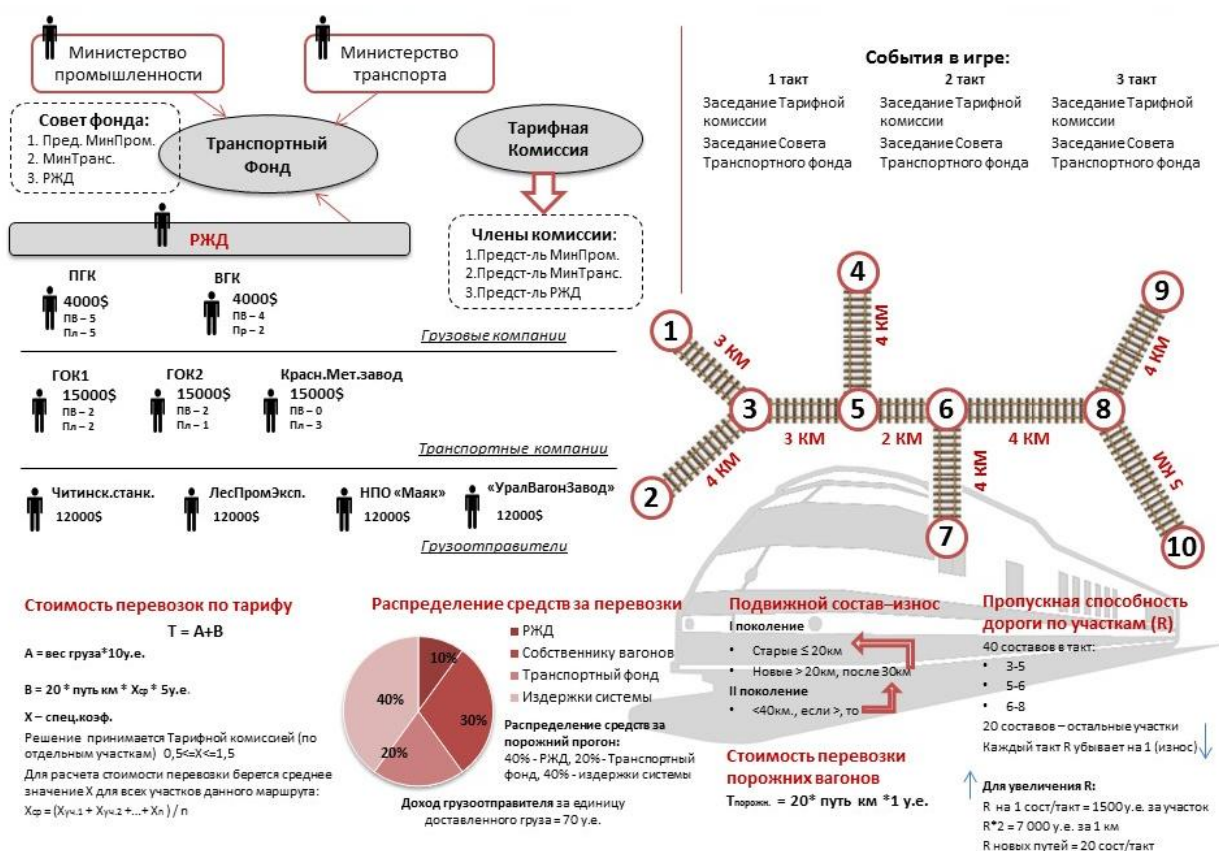 Министерство
промышленности
Министерство
транспорта
Совет фонда:
1. Пред. МинПром.
2. МинТранс.
3. РЖД
Транспортный
Фонд
Тарифная
Комиссия
Члены комиссии:
1.Предст-ль МинПром.
2.Предст-ль МинТранс.
3.Предст-ль РЖД
РЖД
ПГК
4000$
ПВ – 5
Пл – 5
ВГК
4000$
ПВ – 4
Пр – 2
Грузовые компании
ГОК1
15000$
ПВ – 2
Пл – 2
ГОК2
15000$
ПВ – 2
Пл – 1
Красн.Мет.завод
15000$
ПВ – 0
Пл – 3
Транспортные компании
Читинск.станк.
12000$
ЛесПромЭксп.
12000$
НПО «Маяк»
12000$
«УралВагонЗавод»
12000$
Грузоотправители
События в игре:
1 такт
Заседание Тарифной
комиссии
Заседание Совета
Транспортного фонда
2 такт
Заседание Тарифной
комиссии
Заседание Совета
Транспортного фонда
3 такт
Заседание Тарифной
комиссии
Заседание Совета
Транспортного фонда
1
2
3
4
5
6
7
8
9
10
3 КМ
4 КМ
3 КМ
4 КМ
2 КМ
4 КМ
4 КМ
4 КМ
5 КМ
Стоимость перевозок по тарифу
T = A+B
A = вес груза*10у.е.
B = 20 * путь км * Xср * 5у.е.
X – спец.коэф.
Решение принимается Тарифной комиссией (по
отдельным участкам) 0,5<=X<=1,5
Для расчета стоимости перевозки берется среднее
значение X для всех участков данного маршрута:
Xср = (Xуч.1 + Xуч.2 +...+ Xn ) / n
Распределение средств за перевозки
10%
30%
20%
40%
РЖД
Собственнику вагонов
Транспортный фонд
Издержки системы
Распределение средств за
порожний прогон:
40% - РЖД, 20% - Транспортный
фонд, 40% - издержки системы
Доход грузоотправителя за единицу
доставленного груза = 70 у.е.
Подвижной состав–износ
I поколение
• Старые ≤ 20км
• Новые > 20км, после 30км
II поколение
• <40км., если >, то
Стоимость перевозки
порожних вагонов
Tпорожн. = 20* путь км *1 у.е.
Пропускная способность
дороги по участкам (R)
40 составов в такт:
• 3-5
• 5-6
• 6-8
20 составов – остальные участки
Каждый такт R убывает на 1 (износ)
Для увеличения R:
R на 1 сост/такт = 1500 у.е. за участок
R*2 = 7 000 у.е. за 1 км
R новых путей = 20 сост/такт